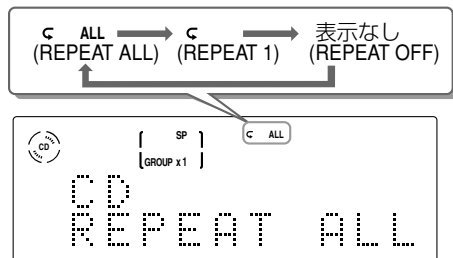 ALL → → 表示なし
(REPEAT ALL) (REPEAT 1) (REPEAT OFF)
CD
SP
ALL
GROUP x 1
CD
REPEAT ALL